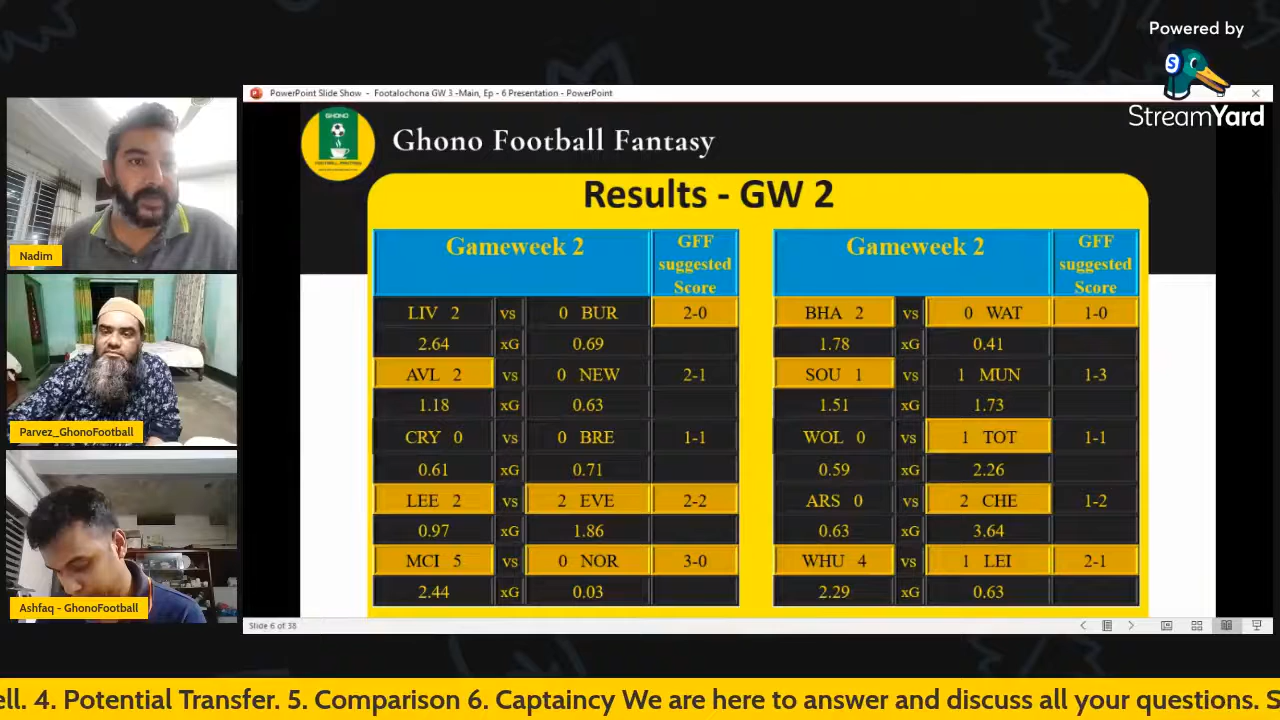 Powered by
StreamYard
PowerPoint Slide Show - Footalochona GW 3 -Main, Ep - 6 Presentation - PowerPoint
GHONO
Ghono Football Fantasy
Results - GW 2
Gameweek 2 GFF suggested Score
LIV 2 vs 0 BUR 2-0
2.64 xG 0.69
AVL 2 vs 0 NEW 2-1
1.18 xG 0.63
CRY 0 vs 0 BRE 1-1
0.61 xG 0.71
LEE 2 vs 2 EVE 2-2
0.97 xG 1.86
MCI 5 vs 0 NOR 3-0
2.44 xG 0.03
Gameweek 2 GFF suggested Score
BHA 2 vs 0 WAT 1-0
1.78 xG 0.41
SOU 1 vs 1 MUN 1-3
1.51 xG 1.73
WOL 0 vs 1 TOT 1-1
0.59 xG 2.26
ARS 0 vs 2 CHE 1-2
0.63 xG 3.64
WHU 4 vs 1 LEI 2-1
2.29 xG 0.63
Slide 6 of 38
Nadim
Parvez_GhonoFootball
Ashfaq - GhonoFootball
ell. 4. Potential Transfer. 5. Comparison 6. Captaincy We are here to answer and discuss all your questions. S